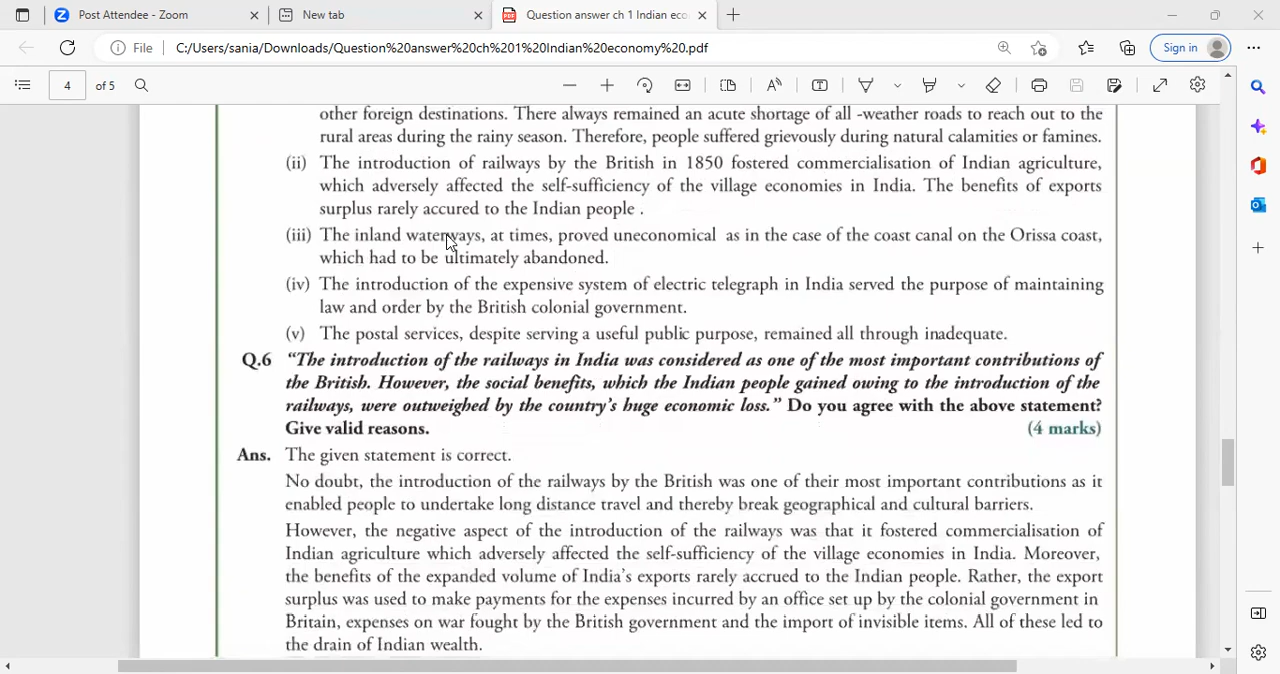 Post Attendee - Zoom
New tab
Question answer ch 1 Indian eco
File
C:/Users/sania/Downloads/Question%20answer%20ch%201%20Indian%20economy%20.pdf
Sign in
4
of 5
other foreign destinations. There always remained an acute shortage of all -weather roads to reach out to the
rural areas during the rainy season. Therefore, people suffered grievously during natural calamities or famines.
(ii) The introduction of railways by the British in 1850 fostered commercialisation of Indian agriculture,
which adversely affected the self-sufficiency of the village economies in India. The benefits of exports
surplus rarely accured to the Indian people .
(iii) The inland waterways, at times, proved uneconomical as in the case of the coast canal on the Orissa coast,
which had to be ultimately abandoned.
(iv) The introduction of the expensive system of electric telegraph in India served the purpose of maintaining
law and order by the British colonial government.
(v) The postal services, despite serving a useful public purpose, remained all through inadequate.
Q.6 "The introduction of the railways in India was considered as one of the most important contributions of
the British. However, the social benefits, which the Indian people gained owing to the introduction of the
railways, were outweighed by the country's huge economic loss." Do you agree with the above statement?
Give valid reasons. (4 marks)
Ans. The given statement is correct.
No doubt, the introduction of the railways by the British was one of their most important contributions as it
enabled people to undertake long distance travel and thereby break geographical and cultural barriers.
However, the negative aspect of the introduction of the railways was that it fostered commercialisation of
Indian agriculture which adversely affected the self-sufficiency of the village economies in India. Moreover,
the benefits of the expanded volume of India's exports rarely accrued to the Indian people. Rather, the export
surplus was used to make payments for the expenses incurred by an office set up by the colonial government in
Britain, expenses on war fought by the British government and the import of invisible items. All of these led to
the drain of Indian wealth.